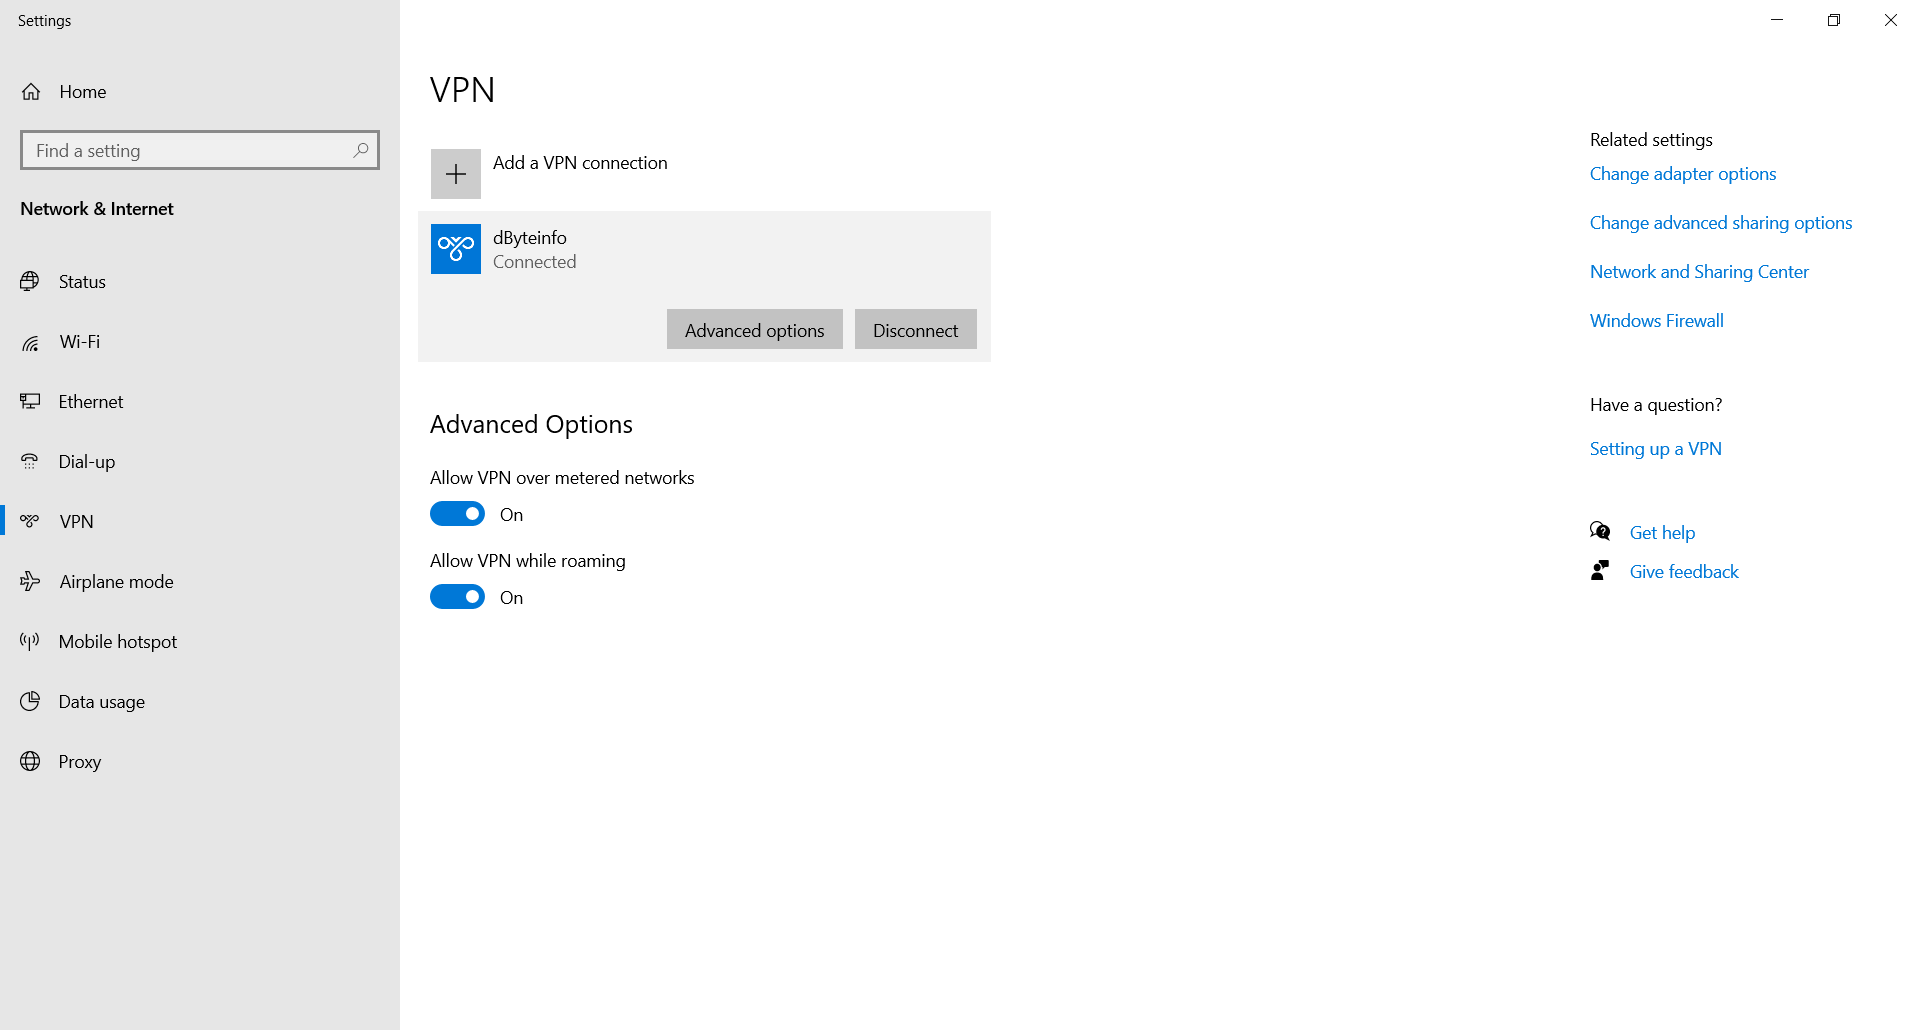 Settings
Home
Find a setting
Network & Internet
Status
Wi-Fi
Ethernet
Dial-up
VPN
Airplane mode
Mobile hotspot
Data usage
Proxy
VPN
Add a VPN connection
dByteinfo
Connected
Advanced options
Disconnect
Advanced Options
Allow VPN over metered networks
On
Allow VPN while roaming
On
Related settings
Change adapter options
Change advanced sharing options
Network and Sharing Center
Windows Firewall
Have a question?
Setting up a VPN
Get help
Give feedback